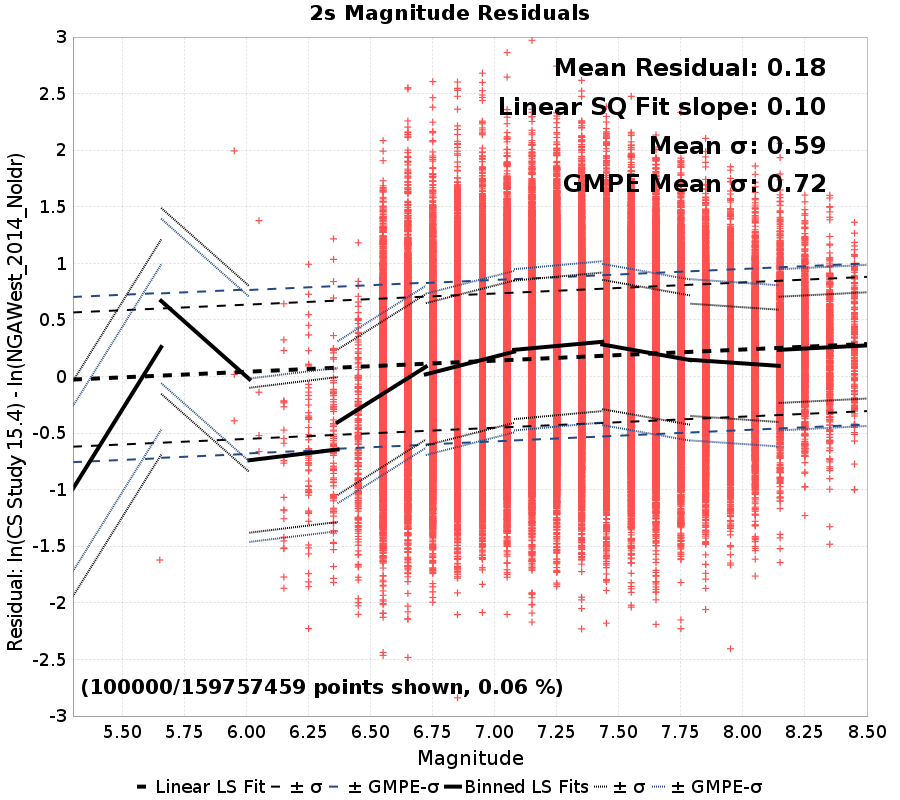 2s Magnitude Residuals
Mean Residual: 0.18
Linear SQ Fit slope: 0.10
Mean σ: 0.59
GMPE Mean σ: 0.72
Residual: ln(CS Study 15.4) - ln(NGAWest_2014_NoIdr)
3
2.5
2
1.5
1
0.5
0
-0.5
-1
-1.5
-2
-2.5
-3
(100000/159757459 points shown, 0.06 %)
5.50 5.75 6.00 6.25 6.50 6.75 7.00 7.25 7.50 7.75 8.00 8.25 8.50
Magnitude
Linear LS Fit ± σ ± GMPE-σ Binned LS Fits ± σ ± GMPE-σ